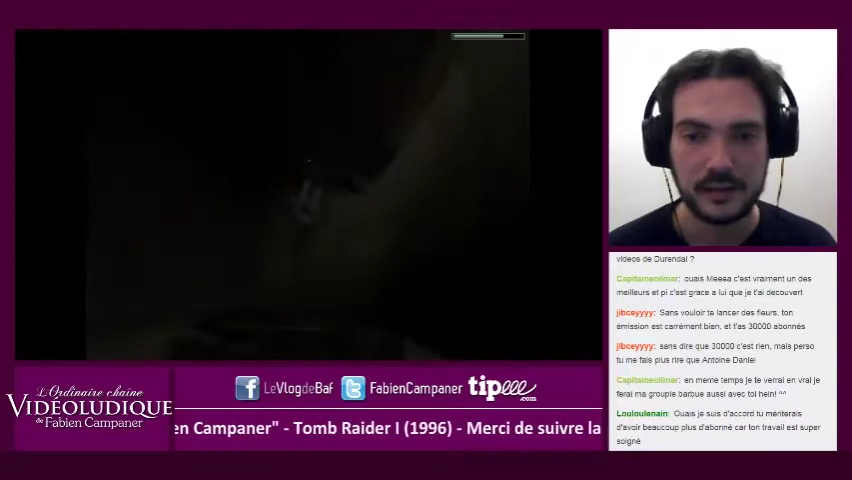 vidéos de Durendal ?
Capitaineolimar: ouais Meeea c'est vraiment un des
meilleurs et pi c'est grace a lui que je t'ai decouvert
jibceyyyy: Sans vouloir te lancer des fleurs, ton
émission est carrément bien, et t'as 30000 abonnés
jibceyyyy: sans dire que 30000 c'est rien, mais perso
tu me fais plus rire que Antoine Daniel
Capitaineolimar: en meme temps je te verrai en vrai je
ferai ma groupie barbue aussi avec toi hein! ^^
Louloulenain: Ouais je suis d'accord tu mériterais
d'avoir beaucoup plus d'abonné car ton travail est super
soigné
L'Ordinaire chaîne
VIDÉOLUDIQUE
de Fabien Campaner
LeVlogdeBaf FabienCampaner tipeee.com
en Campaner" - Tomb Raider I (1996) - Merci de suivre la